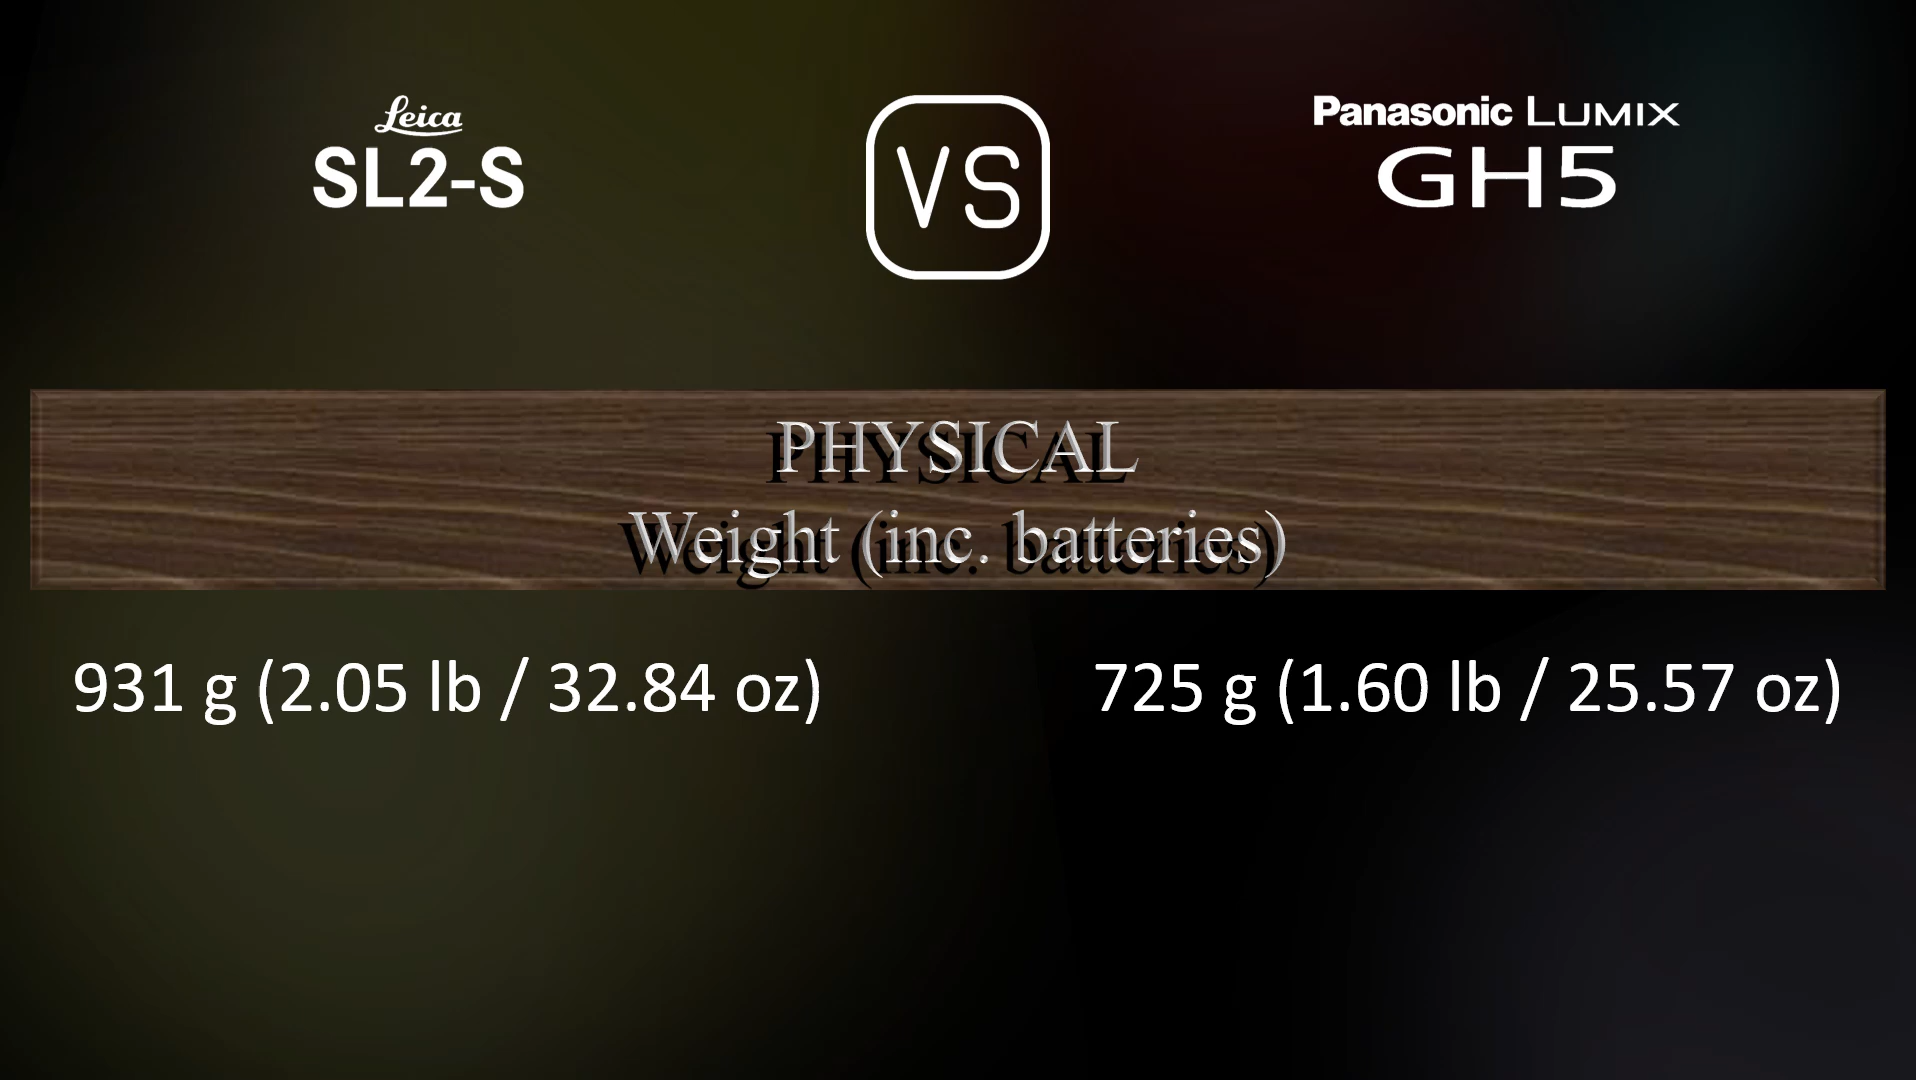 Leica
SL2-S
VS
Panasonic LUMIX
GH5
PHYSICAL
Weight (inc. batteries)
931 g (2.05 lb / 32.84 oz)
725 g (1.60 lb / 25.57 oz)